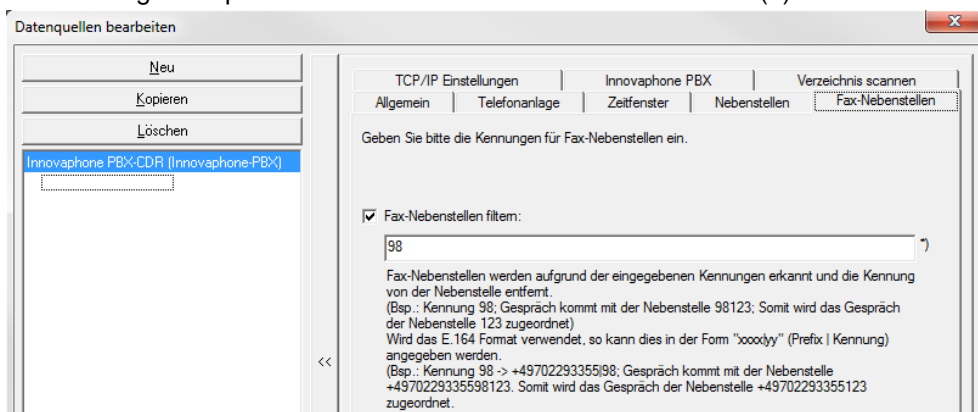 Datenquellen bearbeiten
x
Neu
Kopieren
Löschen
Innovaphone PBX-CDR (Innovaphone-PBX)
<<
TCP/IP Einstellungen
Innovaphone PBX
Verzeichnis scannen
Allgemein
Telefonanlage
Zeitfenster
Nebenstellen
Fax-Nebenstellen
Geben Sie bitte die Kennungen für Fax-Nebenstellen ein.
Fax-Nebenstellen filtern:
98
*)
Fax-Nebenstellen werden aufgrund der eingegebenen Kennungen erkannt und die Kennung
von der Nebenstelle entfernt.
(Bsp.: Kennung 98; Gespräch kommt mit der Nebenstelle 98123; Somit wird das Gespräch
der Nebenstelle 123 zugeordnet)
Wird das E.164 Format verwendet, so kann dies in der Form "xxxx|yy" (Prefix | Kennung)
angegeben werden.
(Bsp.: Kennung 98 -> +49702293355|98; Gespräch kommt mit der Nebenstelle
+4970229335598123. Somit wird das Gespräch der Nebenstelle +49702293355123
zugeordnet.